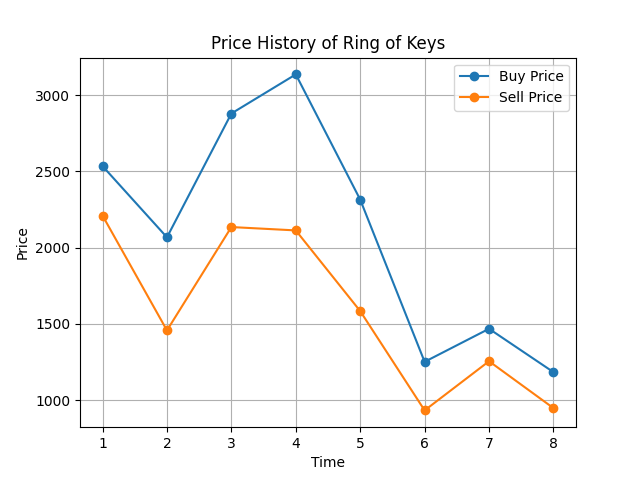 Price History of Ring of Keys
Buy Price
Sell Price
Price
3000
2500
2000
1500
1000
1 2 3 4 5 6 7 8
Time